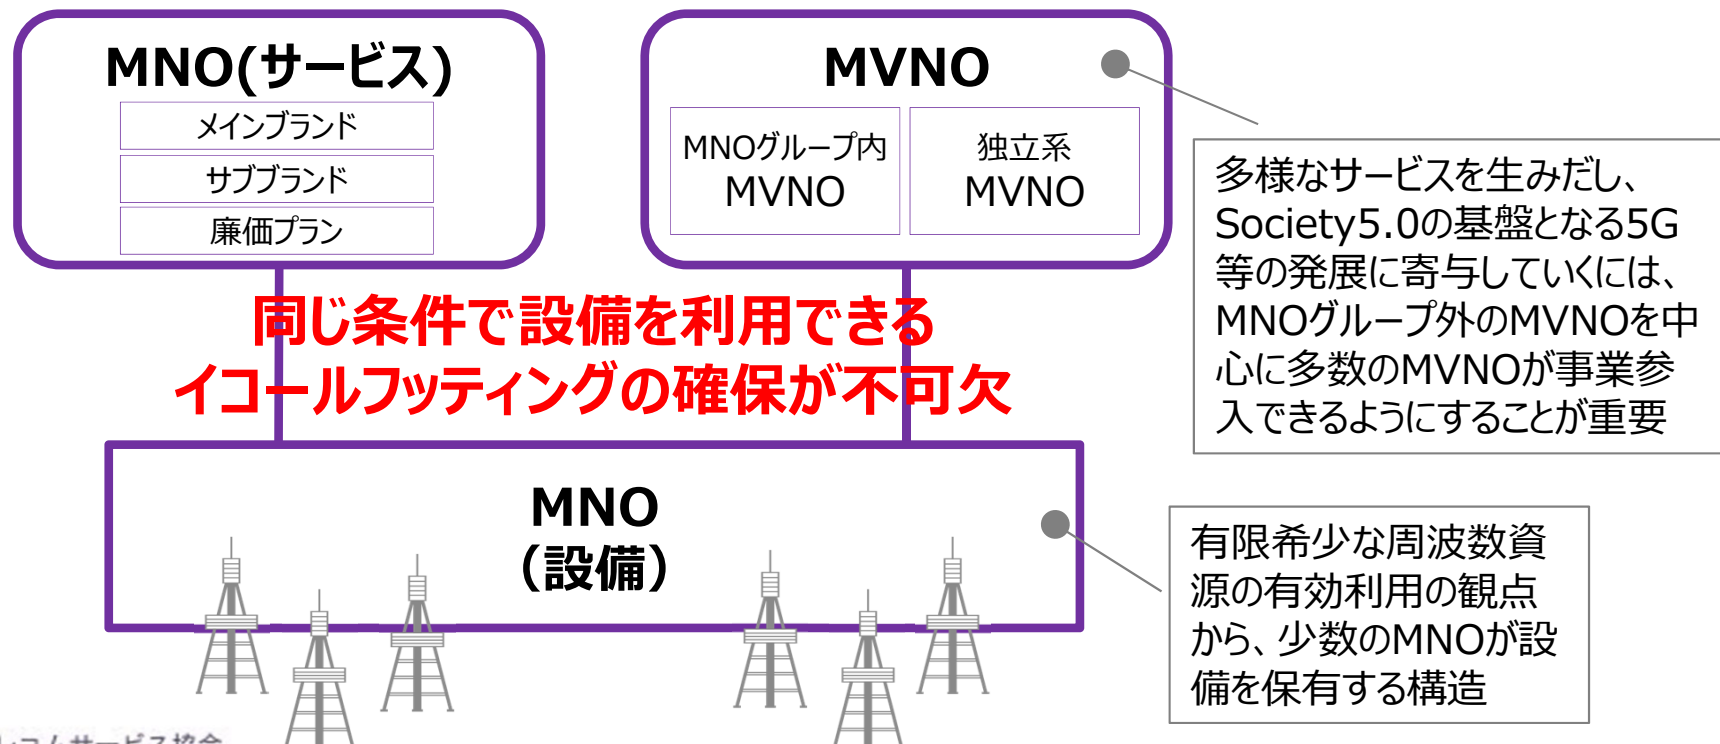 MNO(サービス)
メインブランド
サブブランド
廉価プラン
MVNO
MNOグループ内
MVNO
独立系
MVNO
多様なサービスを生みだし、
Society5.0の基盤となる5G
等の発展に寄与していくには、
MNOグループ外のMVNOを中
心に多数のMVNOが事業参
入できるようにすることが重要
同じ条件で設備を利用できる
イコールフッティングの確保が不可欠
MNO
(設備)
有限希少な周波数資
源の有効利用の観点
から、少数のMNOが設
備を保有する構造
コムサービス協会